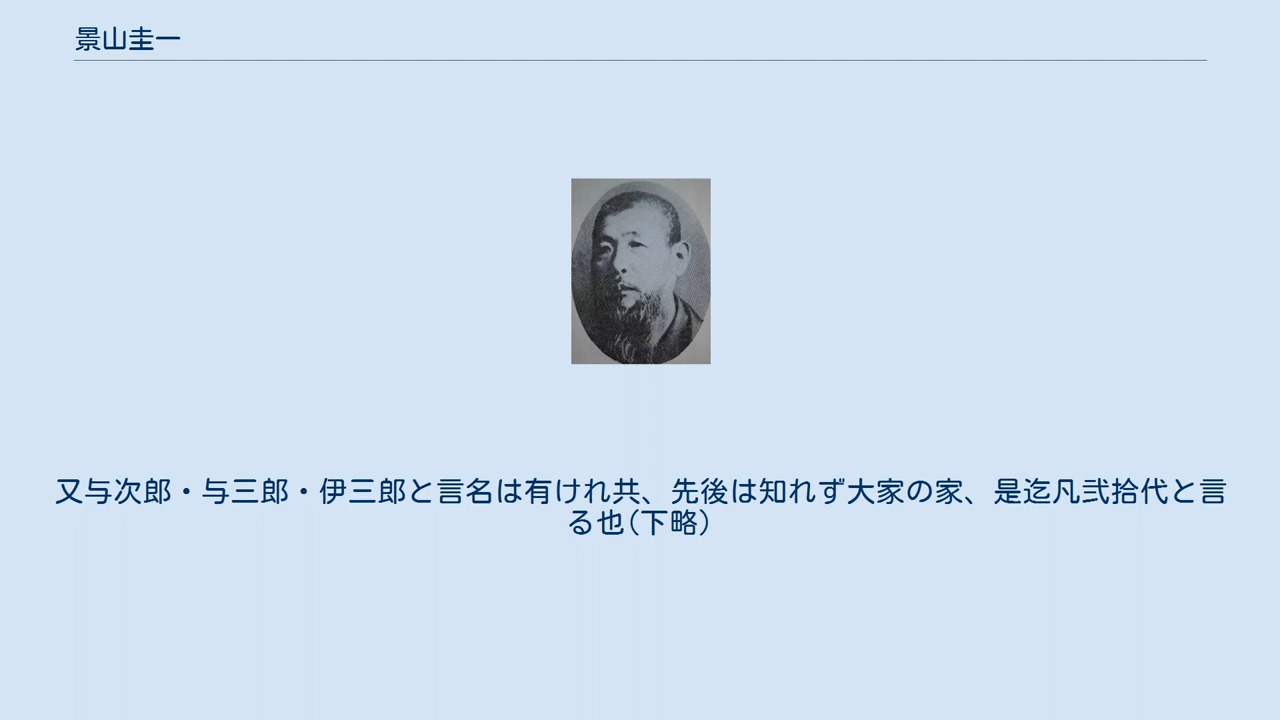 景山圭一
又与次郎・与三郎・伊三郎と言名は有けれ共、先後は知れず大家の家、是迄凡弐拾代と言
る也(下略)